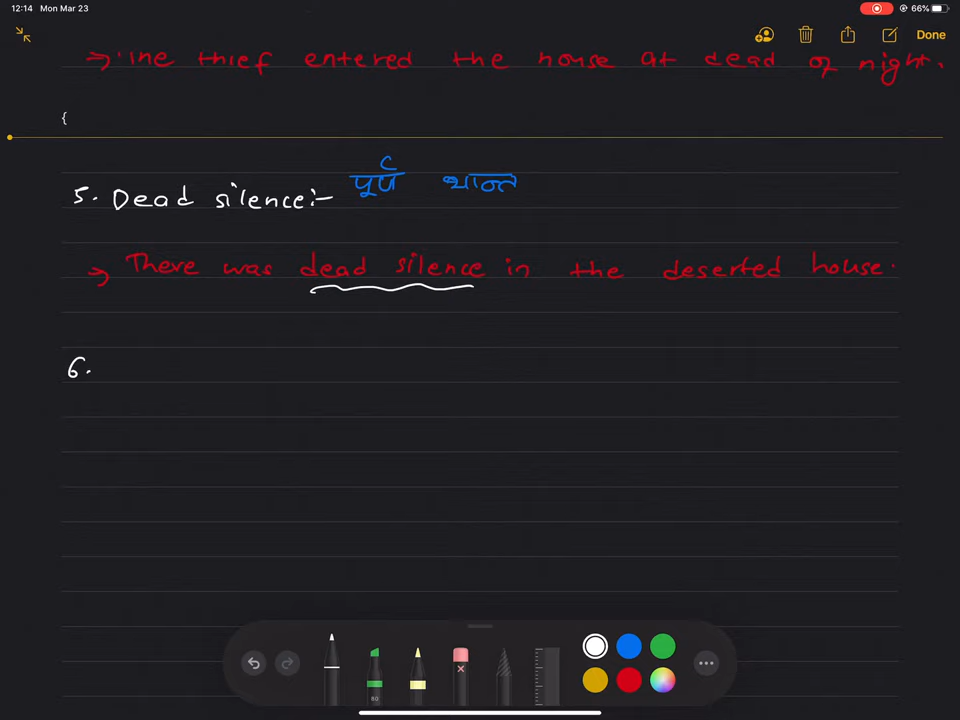 12:14 Mon Mar 23 66%
Done
→ The thief entered the house at dead of night.
{
5. Dead silence:- पूर्ण शान्त
→ There was dead silence in the deserted house.
6.
80